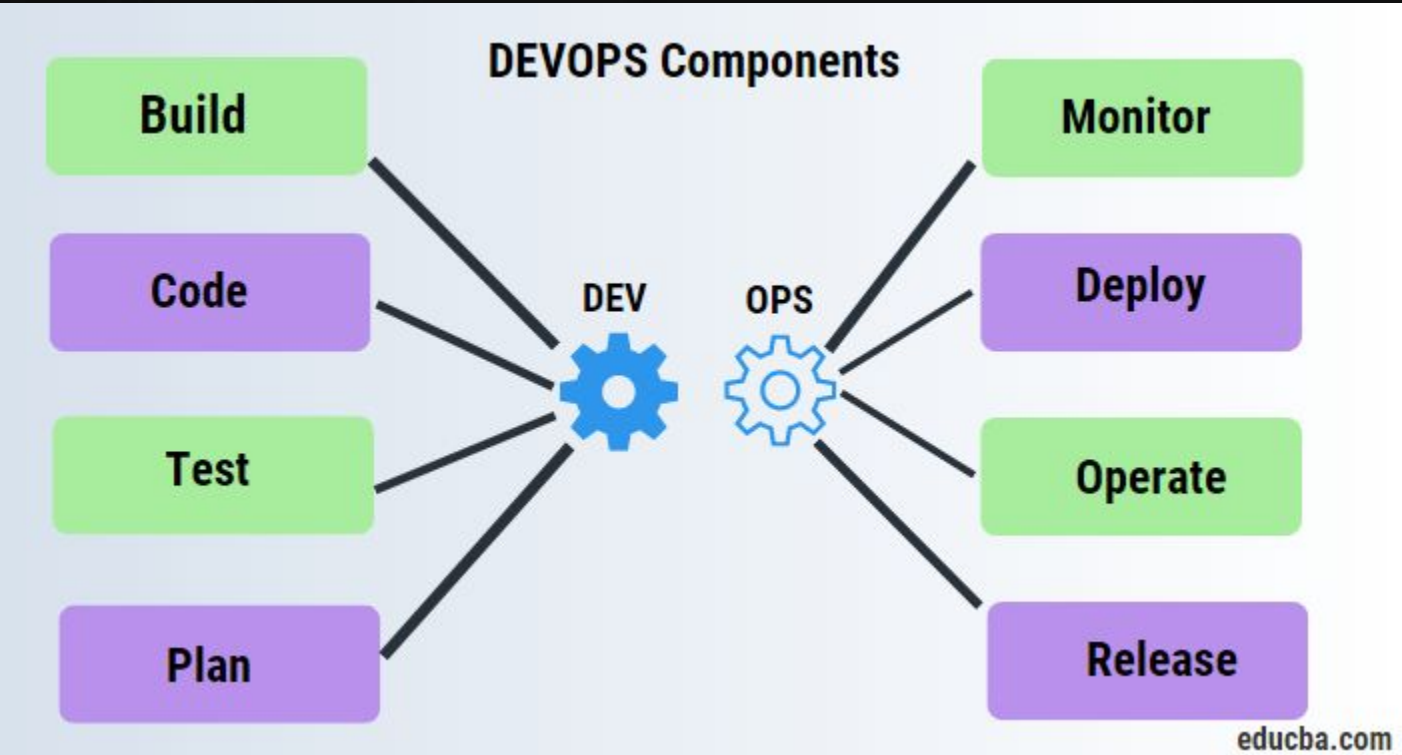 DEVOPS Components
Build
Code
Test
Plan
DEV
OPS
Monitor
Deploy
Operate
Release
educba.com